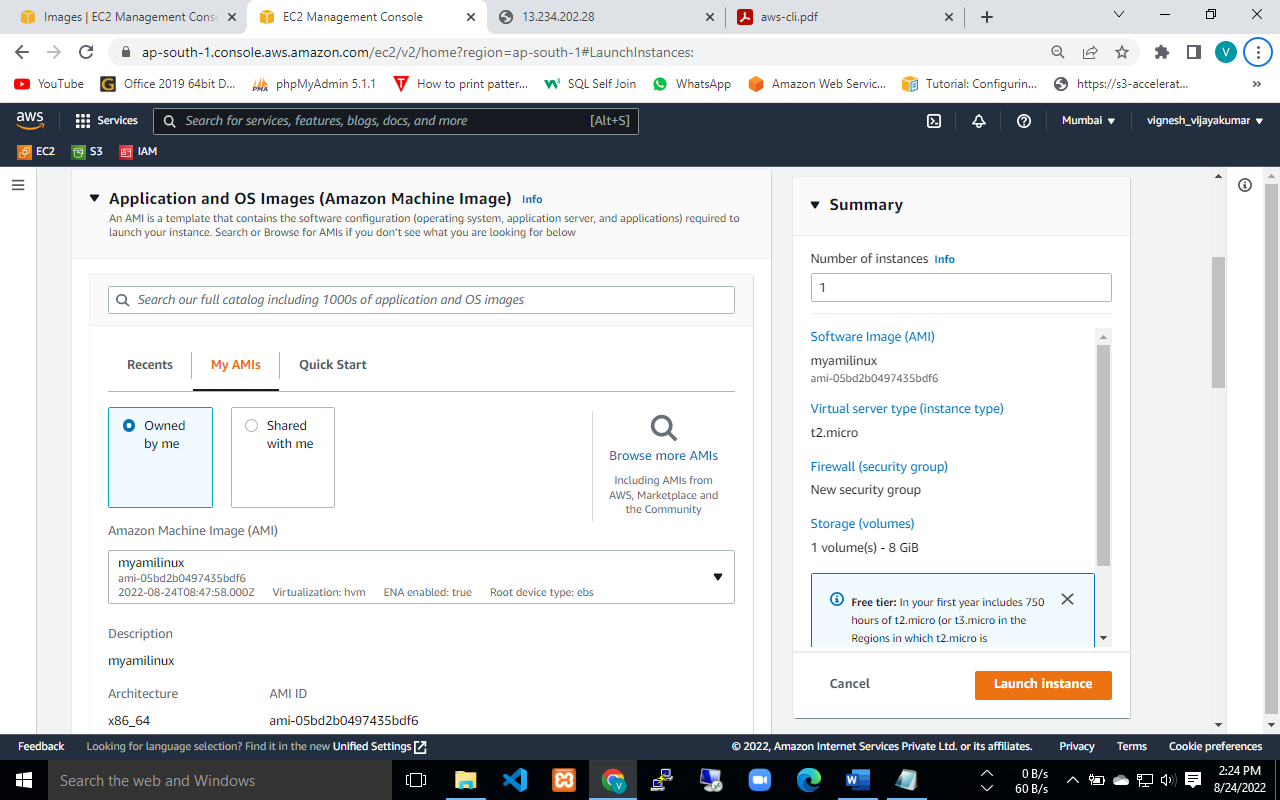 Images | EC2 Management Cons
EC2 Management Console
13.234.202.28
aws-cli.pdf
ap-south-1.console.aws.amazon.com/ec2/v2/home?region=ap-south-1#LaunchInstances:
V
YouTube
Office 2019 64bit D...
phpMyAdmin 5.1.1
How to print patter...
SQL Self Join
WhatsApp
Amazon Web Servic...
Tutorial: Configurin...
https://s3-accelerat...
aws
Services
Search for services, features, blogs, docs, and more
[Alt+S]
Mumbai
vignesh_vijayakumar
EC2
S3
IAM
Application and OS Images (Amazon Machine Image) Info
An AMI is a template that contains the software configuration (operating system, application server, and applications) required to
launch your instance. Search or Browse for AMIs if you don't see what you are looking for below
Search our full catalog including 1000s of application and OS images
Recents
My AMIs
Quick Start
Owned
by me
Shared
with me
Browse more AMIs
Including AMIs from
AWS, Marketplace and
the Community
Amazon Machine Image (AMI)
myamilinux
ami-05bd2b0497435bdf6
2022-08-24T08:47:58.000Z Virtualization: hvm ENA enabled: true Root device type: ebs
Description
myamilinux
Architecture
AMI ID
x86_64
ami-05bd2b0497435bdf6
Summary
Number of instances Info
1
Software Image (AMI)
myamilinux
ami-05bd2b0497435bdf6
Virtual server type (instance type)
t2.micro
Firewall (security group)
New security group
Storage (volumes)
1 volume(s) - 8 GiB
Free tier: In your first year includes 750
hours of t2.micro (or t3.micro in the
Regions in which t2.micro is
Cancel
Launch instance
Feedback
Looking for language selection? Find it in the new Unified Settings
© 2022, Amazon Internet Services Private Ltd. or its affiliates.
Privacy
Terms
Cookie preferences
Search the web and Windows
0 B/s
60 B/s
2:24 PM
8/24/2022